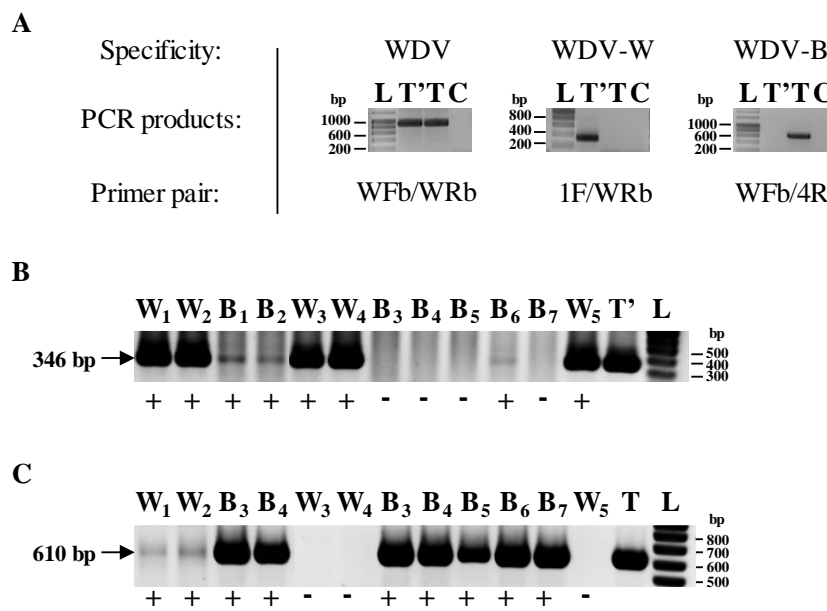 A
Specificity: WDV WDV-W WDV-B
bp L T’ T C bp L T’ T C bp L T’ T C
PCR products:
1000 600 200
800 400 200
1000 600 200
Primer pair: WFb/WRb 1F/WRb WFb/4R
B
W1 W2 B1 B2 W3 W4 B3 B4 B5 B6 B7 W5 T’ L
bp
346 bp
500
400
300
+ + + + + + - - - + - +
C
W1 W2 B3 B4 W3 W4 B3 B4 B5 B6 B7 W5 T L
bp
610 bp
800
700
600
500
+ + + + - - + + + + + -